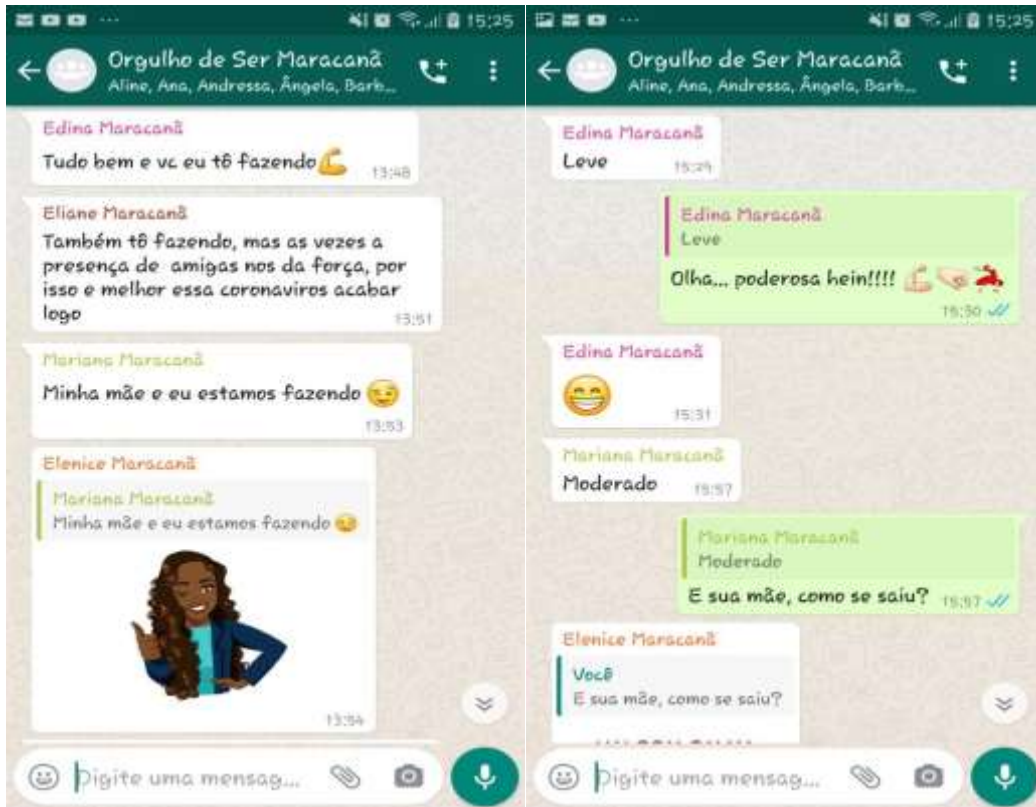 15:25
Orgulho de Ser Maracanã
Aline, Ana, Andressa, Ângela, Barb...
Edina Maracanã
Tudo bem e vc eu tô fazendo💪
13:48
Eliane Maracanã
Também tô fazendo, mas as vezes a
presença de amigas nos da força, por
isso e melhor essa coronaviros acabar
logo
13:51
Mariana Maracanã
Minha mãe e eu estamos fazendo 😏
13:53
Elenice Maracanã
Mariana Maracanã
Minha mãe e eu estamos fazendo 😏
13:54
Digite uma mensag...
15:25
Orgulho de Ser Maracanã
Aline, Ana, Andressa, Ângela, Barb...
Edina Maracanã
Leve
Edina Maracanã
Leve
Olha... poderosa hein!!!! 💪🤜💃
15:30
Edina Maracanã
😁
15:31
Mariana Maracanã
Moderado
15:57
Mariana Maracanã
Moderado
E sua mãe, como se saiu?
15:57
Elenice Maracanã
Você
E sua mãe, como se saiu?
Digite uma mensag...